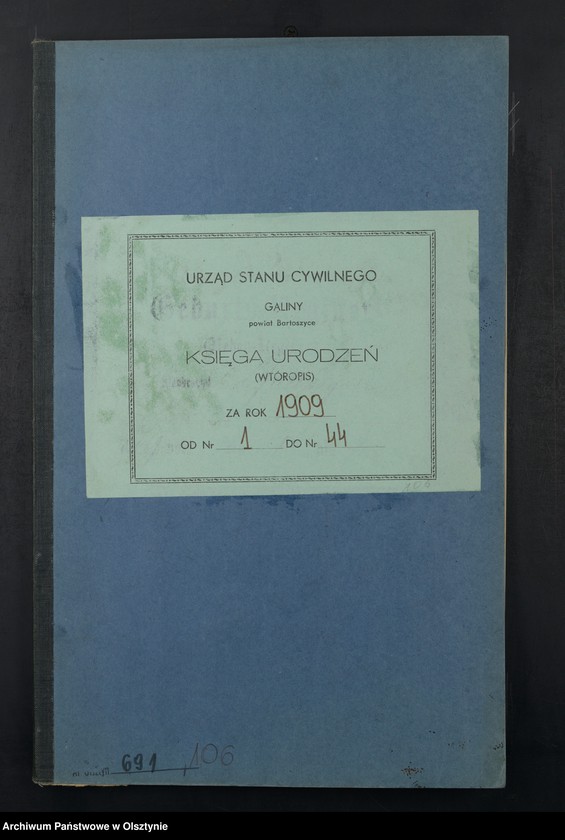 URZĄD STANU CYWILNEGO
GALINY
powiat Bartoszyce
KSIĘGA URODZEŃ
(WTÓROPIS)
ZA ROK 1909
OD Nr 1 DO Nr 44
691 106
Archiwum Państwowe w Olsztynie